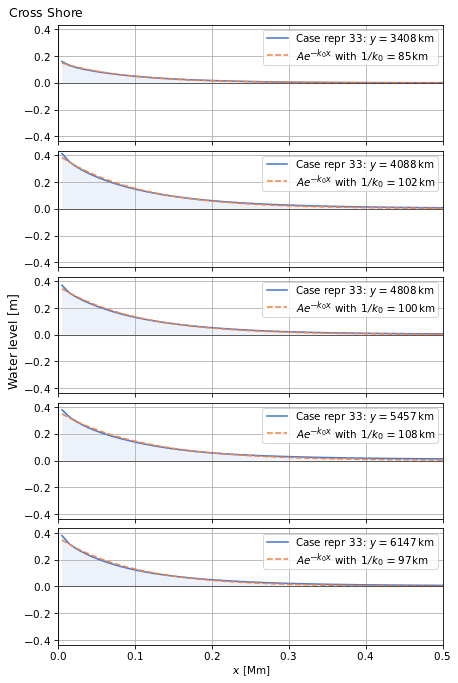 Cross Shore
0.4
0.2
0.0
−0.2
−0.4
Case repr 33: y = 3408 km
Ae^{−k₀x} with 1/k₀ = 85 km
0.4
0.2
0.0
−0.2
−0.4
Case repr 33: y = 4088 km
Ae^{−k₀x} with 1/k₀ = 102 km
Water level [m]
0.4
0.2
0.0
−0.2
−0.4
Case repr 33: y = 4808 km
Ae^{−k₀x} with 1/k₀ = 100 km
0.4
0.2
0.0
−0.2
−0.4
Case repr 33: y = 5457 km
Ae^{−k₀x} with 1/k₀ = 108 km
0.4
0.2
0.0
−0.2
−0.4
Case repr 33: y = 6147 km
Ae^{−k₀x} with 1/k₀ = 97 km
0.0 0.1 0.2 0.3 0.4 0.5
x [Mm]